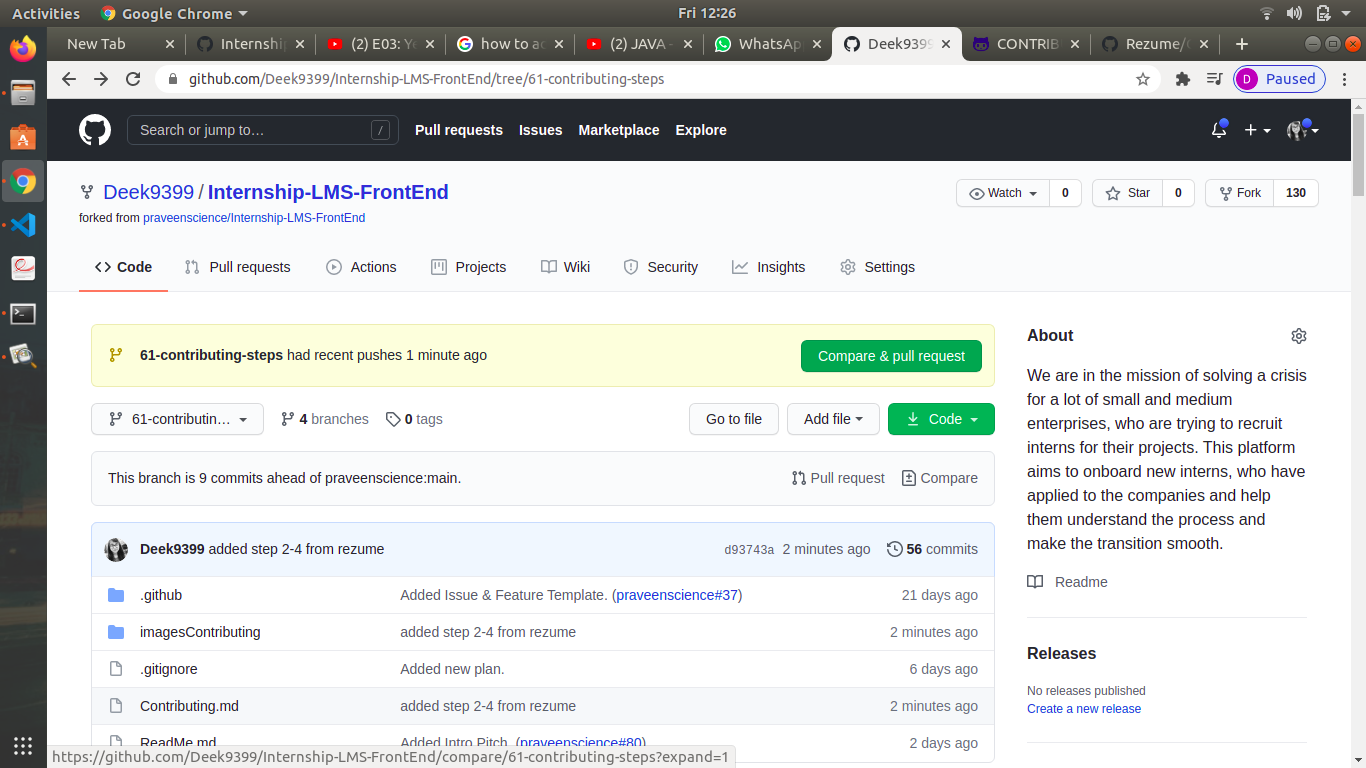 Activities Google Chrome Fri 12:26
New Tab Internship (2) E03: Ye how to ac (2) JAVA - WhatsApp Deek9399 CONTRIB Rezume/C
github.com/Deek9399/Internship-LMS-FrontEnd/tree/61-contributing-steps D Paused
Search or jump to… / Pull requests Issues Marketplace Explore
Deek9399 / Internship-LMS-FrontEnd Watch 0 Star 0 Fork 130
forked from praveenscience/Internship-LMS-FrontEnd
Code Pull requests Actions Projects Wiki Security Insights Settings
61-contributing-steps had recent pushes 1 minute ago Compare & pull request
61-contributin… 4 branches 0 tags Go to file Add file Code
This branch is 9 commits ahead of praveenscience:main. Pull request Compare
Deek9399 added step 2-4 from rezume d93743a 2 minutes ago 56 commits
.github Added Issue & Feature Template. (praveenscience#37) 21 days ago
imagesContributing added step 2-4 from rezume 2 minutes ago
.gitignore Added new plan. 6 days ago
Contributing.md added step 2-4 from rezume 2 minutes ago
ReadMe.md Added Intro Pitch. (praveenscience#80) 2 days ago
About
We are in the mission of solving a crisis
for a lot of small and medium
enterprises, who are trying to recruit
interns for their projects. This platform
aims to onboard new interns, who have
applied to the companies and help
them understand the process and
make the transition smooth.
Readme
Releases
No releases published
Create a new release
https://github.com/Deek9399/Internship-LMS-FrontEnd/compare/61-contributing-steps?expand=1